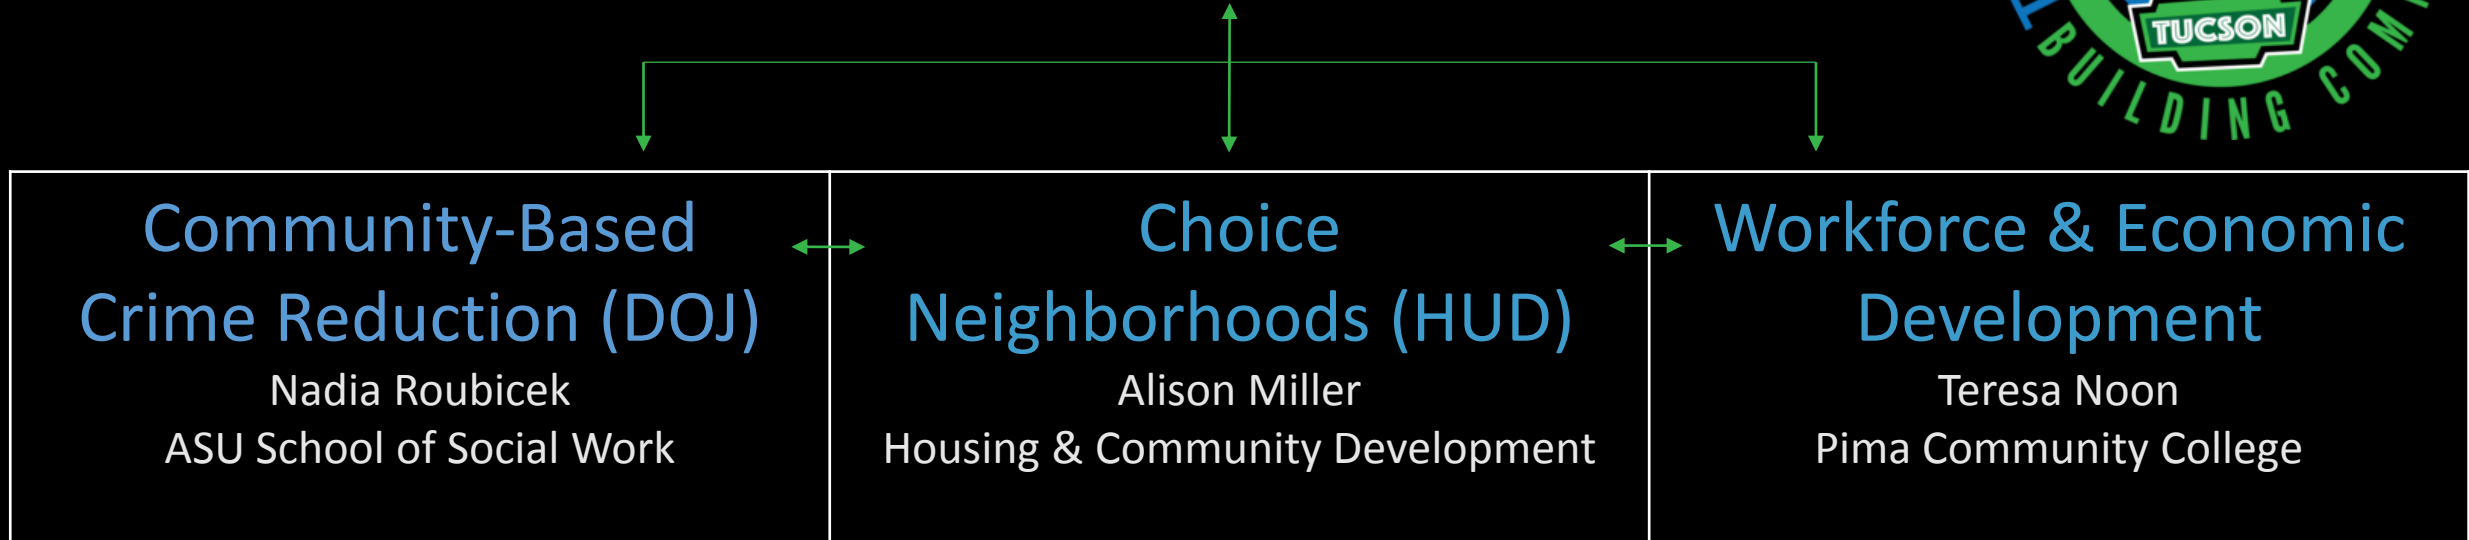 TUCSON
BUILDING
Community-Based
Crime Reduction (DOJ)
Nadia Roubicek
ASU School of Social Work
Choice
Neighborhoods (HUD)
Alison Miller
Housing & Community Development
Workforce & Economic
Development
Teresa Noon
Pima Community College